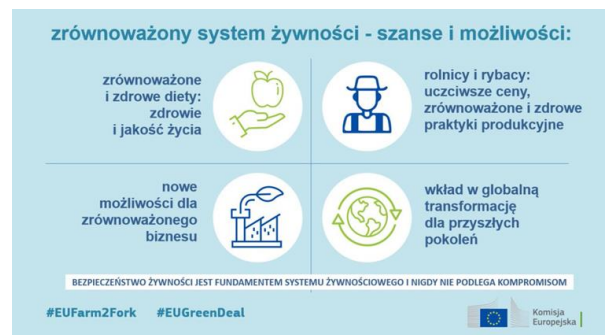 zrównoważony system żywności - szanse i możliwości:
zrównoważone
i zdrowe diety:
zdrowie
i jakość życia
rolnicy i rybacy:
uczciwsze ceny,
zrównoważone i zdrowe
praktyki produkcyjne
nowe
możliwości dla
zrównoważonego
biznesu
wkład w globalną
transformację
dla przyszłych
pokoleń
BEZPIECZEŃSTWO ŻYWNOŚCI JEST FUNDAMENTEM SYSTEMU ŻYWNOŚCIOWEGO I NIGDY NIE PODLEGA KOMPROMISOM
#EUFarm2Fork #EUGreenDeal
Komisja
Europejska